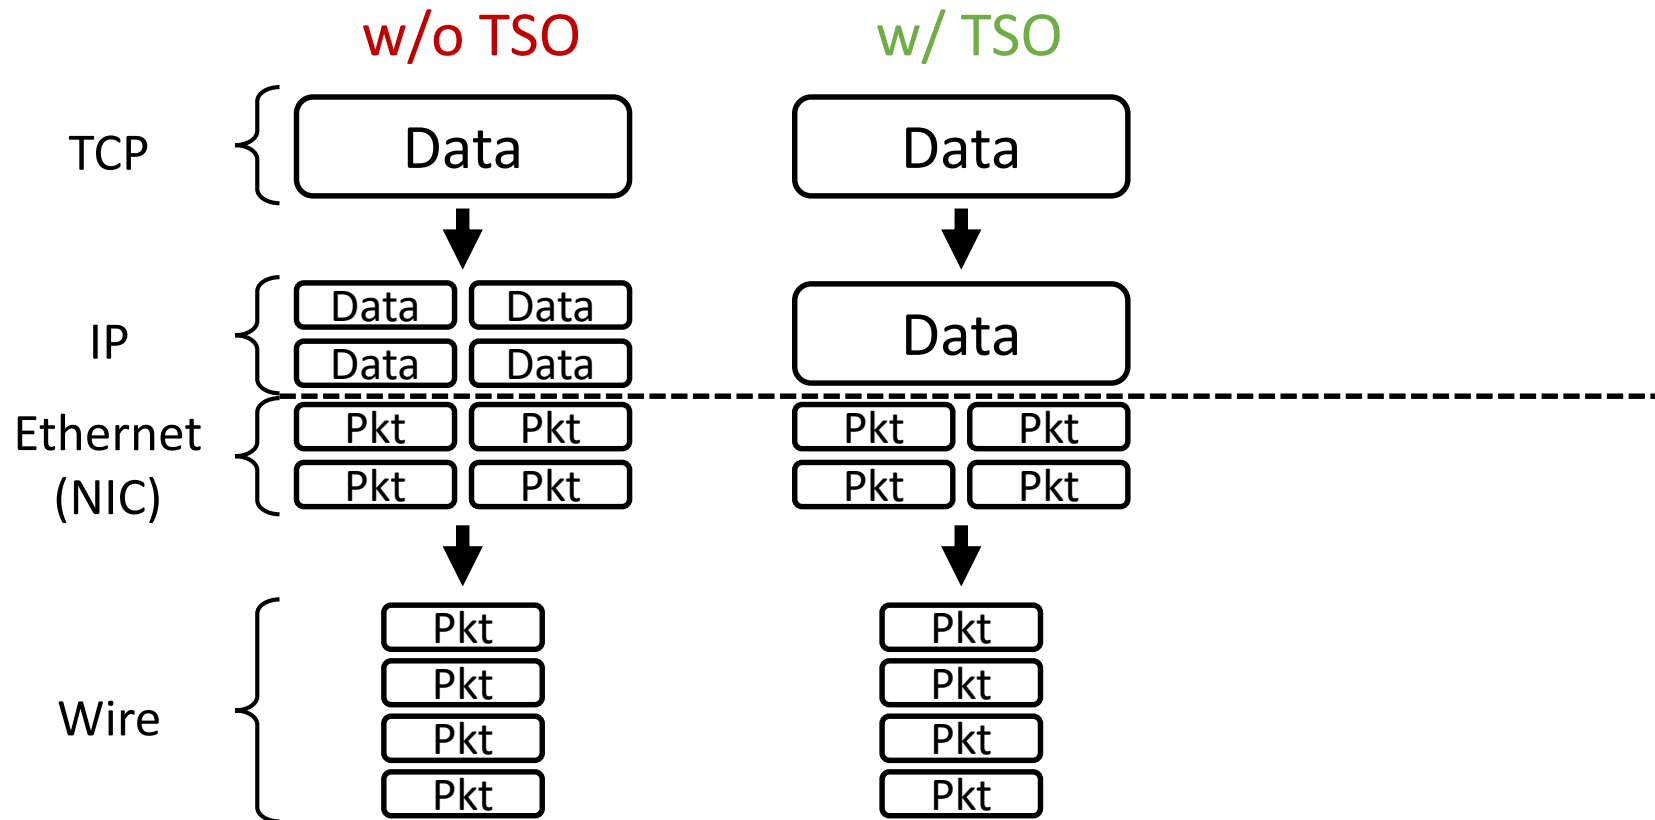 w/o TSO w/ TSO
TCP Data Data
IP Data Data Data
Data Data
Ethernet Pkt Pkt Pkt Pkt
(NIC) Pkt Pkt Pkt Pkt
Wire Pkt Pkt
Pkt Pkt
Pkt Pkt
Pkt Pkt